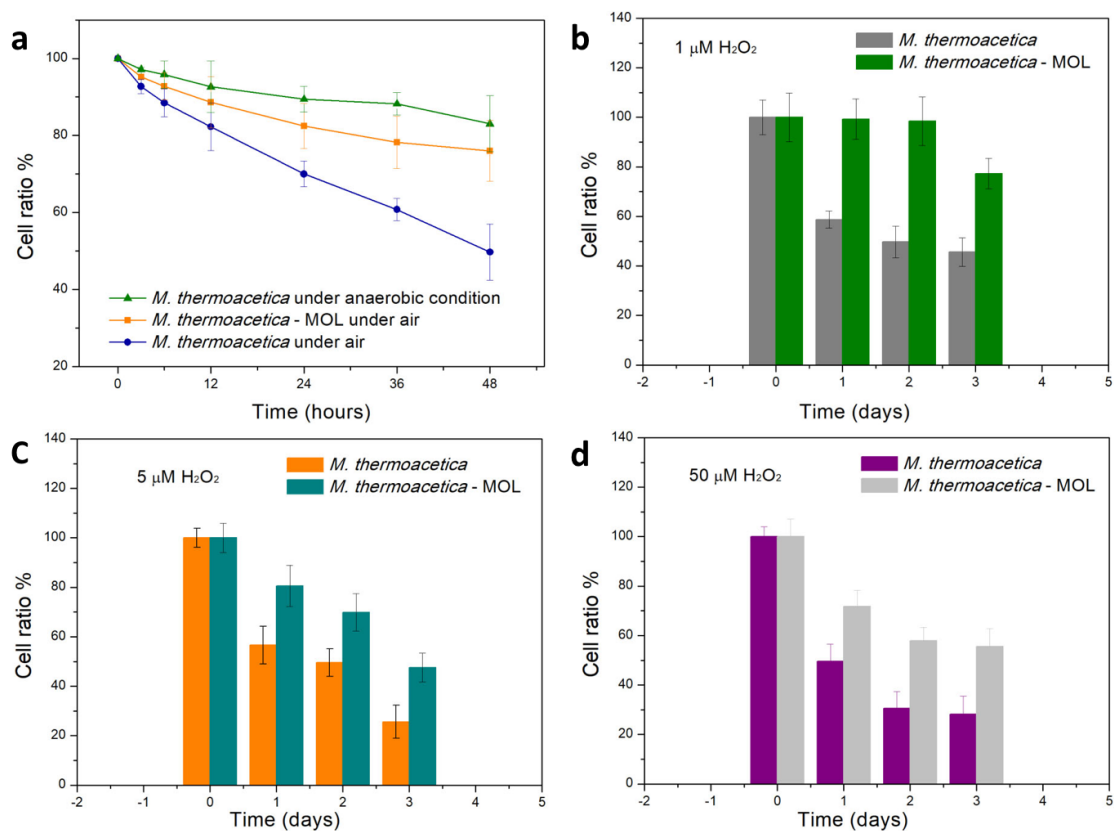 a
Cell ratio %
100
80
60
40
20
M. thermoacetica under anaerobic condition
M. thermoacetica - MOL under air
M. thermoacetica under air
0 12 24 36 48
Time (hours)
b
Cell ratio %
140
120
100
80
60
40
20
0
1 μM H₂O₂
M. thermoacetica
M. thermoacetica - MOL
-2 -1 0 1 2 3 4 5
Time (days)
C
Cell ratio %
140
120
100
80
60
40
20
0
5 μM H₂O₂
M. thermoacetica
M. thermoacetica - MOL
-2 -1 0 1 2 3 4 5
Time (days)
d
Cell ratio %
140
120
100
80
60
40
20
0
50 μM H₂O₂
M. thermoacetica
M. thermoacetica - MOL
-2 -1 0 1 2 3 4 5
Time (days)